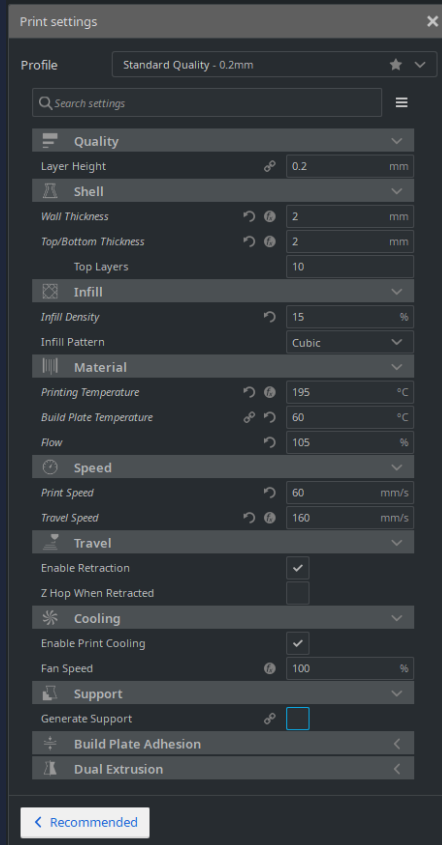 Print settings
Profile Standard Quality - 0.2mm
Search settings
Quality
Layer Height 0.2 mm
Shell
Wall Thickness 2 mm
Top/Bottom Thickness 2 mm
Top Layers 10
Infill
Infill Density 15 %
Infill Pattern Cubic
Material
Printing Temperature 195 °C
Build Plate Temperature 60 °C
Flow 105 %
Speed
Print Speed 60 mm/s
Travel Speed 160 mm/s
Travel
Enable Retraction
Z Hop When Retracted
Cooling
Enable Print Cooling
Fan Speed 100 %
Support
Generate Support
Build Plate Adhesion
Dual Extrusion
Recommended